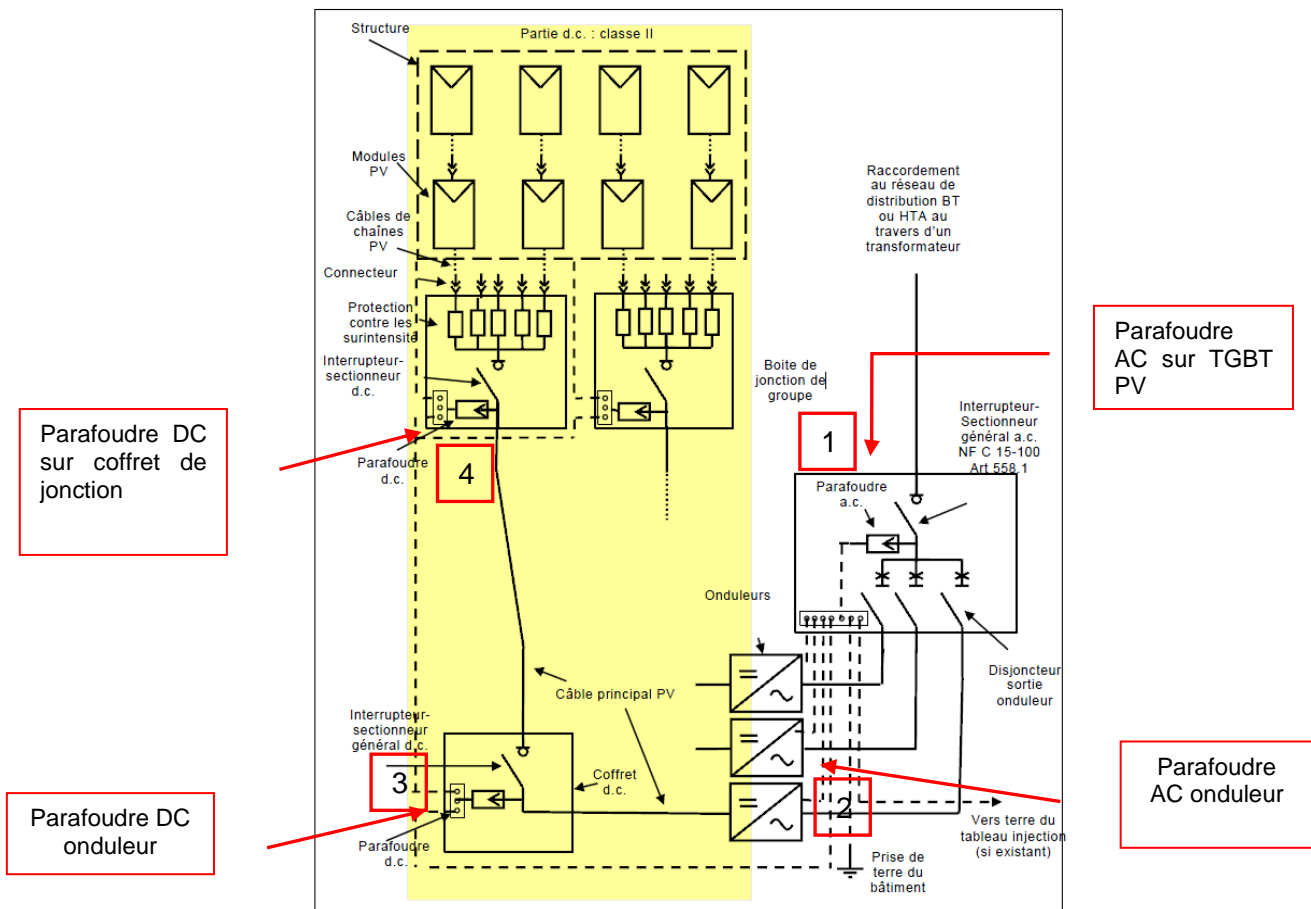 Structure
Partie d.c. : classe II
Modules
PV
Câbles de
chaînes
PV
Connecteur
Protection
contre les
surintensité
Interrupteur-
sectionneur
d.c.
Parafoudre
d.c.
4
Parafoudre DC
sur coffret de
jonction
Raccordement
au réseau de
distribution BT
ou HTA au
travers d'un
transformateur
Boite de
jonction de
groupe
1
Parafoudre
AC sur TGBT
PV
Interrupteur-
Sectionneur
général a.c.
NF C 15-100
Art 558.1
Parafoudre
a.c.
Onduleurs
Disjoncteur
sortie
onduleur
Câble principal PV
Interrupteur-
sectionneur
général d.c.
3
Coffret
d.c.
Parafoudre
d.c.
Parafoudre DC
onduleur
2
Parafoudre
AC onduleur
Vers terre du
tableau injection
(si existant)
Prise de
terre du
bâtiment